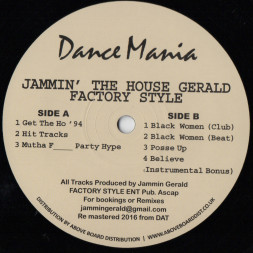 Dance Mania
JAMMIN' THE HOUSE GERALD
FACTORY STYLE
SIDE A
1 Get The Ho '94
2 Hit Tracks
3 Mutha F____ Party Hype
SIDE B
1 Black Women (Club)
2 Black Women (Beat)
3 Posse Up
4 Believe
(Instrumental Bonus)
All Tracks Produced by Jammin Gerald
FACTORY STYLE ENT Pub. Ascap
For bookings or Remixes
jammingerald@gmail.com
Re mastered 2016 from DAT
DISTRIBUTION BY ABOVE BOARD DISTRIBUTION | WWW.ABOVEBOARDDIST.CO.UK